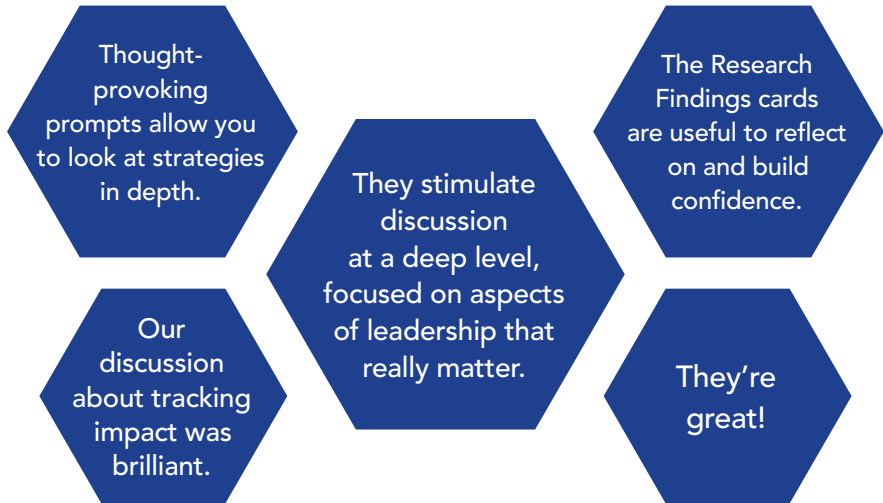 Thought-
provoking
prompts allow you
to look at strategies
in depth.
They stimulate
discussion
at a deep level,
focused on aspects
of leadership that
really matter.
The Research
Findings cards
are useful to reflect
on and build
confidence.
Our
discussion
about tracking
impact was
brilliant.
They’re
great!